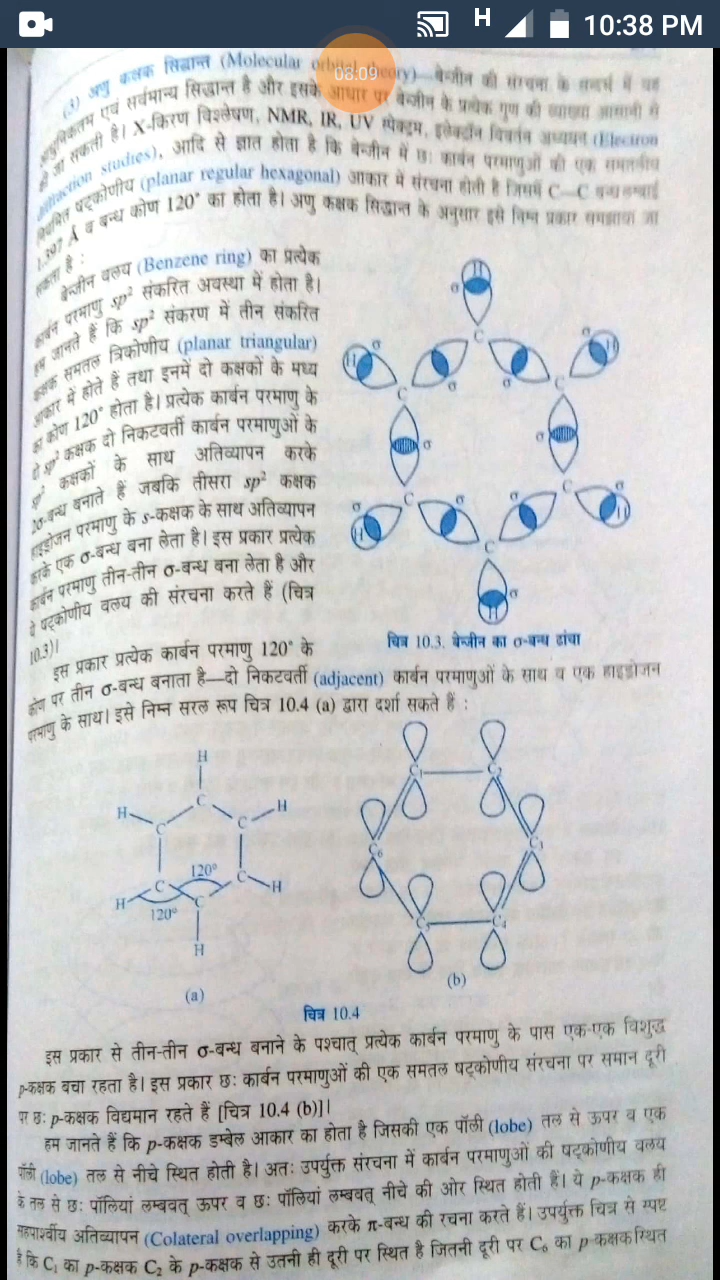 H 10:38 PM
08:09
(3) अणु कक्षक सिद्धान्त (Molecular orbital theory)—बेन्जीन की संरचना के सन्दर्भ में यह
आधुनिकतम एवं सर्वमान्य सिद्धान्त है और इसके आधार पर बेन्जीन के प्रत्येक गुण की व्याख्या आसानी से
की जा सकती है। X-किरण विश्लेषण, NMR, IR, UV स्पेक्ट्रम, इलेक्ट्रॉन विवर्तन अध्ययन (Electron
diffraction studies), आदि से ज्ञात होता है कि बेन्जीन में छः कार्बन परमाणुओं की एक समतलीय
नियमित षट्कोणीय (planar regular hexagonal) आकार में संरचना होती है जिसमें C—C बन्ध लम्बाई
1.397 Å व बन्ध कोण 120° का होता है। अणु कक्षक सिद्धान्त के अनुसार इसे निम्न प्रकार समझाया जा
सकता है :
बेन्जीन वलय (Benzene ring) का प्रत्येक
कार्बन परमाणु sp² संकरित अवस्था में होता है।
हम जानते हैं कि sp² संकरण में तीन संकरित
कक्षक समतल त्रिकोणीय (planar triangular)
आकार में होते हैं तथा इनमें दो कक्षकों के मध्य
का कोण 120° होता है। प्रत्येक कार्बन परमाणु के
दो sp² कक्षक दो निकटवर्ती कार्बन परमाणुओं के
sp² कक्षकों के साथ अतिव्यापन करके
2σ-बन्ध बनाते हैं जबकि तीसरा sp² कक्षक
हाइड्रोजन परमाणु के s-कक्षक के साथ अतिव्यापन
करके एक σ-बन्ध बना लेता है। इस प्रकार प्रत्येक
कार्बन परमाणु तीन-तीन σ-बन्ध बना लेता है और
ये षट्कोणीय वलय की संरचना करते हैं (चित्र
10.3)।
H
σ
C
H σ σ σ σ H
C C
σ σ
C C
H σ σ σ σ H
C
H σ
चित्र 10.3. बेन्जीन का σ-बन्ध ढांचा
इस प्रकार प्रत्येक कार्बन परमाणु 120° के
कोण पर तीन σ-बन्ध बनाता है—दो निकटवर्ती (adjacent) कार्बन परमाणुओं के साथ व एक हाइड्रोजन
परमाणु के साथ। इसे निम्न सरल रूप चित्र 10.4 (a) द्वारा दर्शा सकते हैं :
H
C
H C C H
120°
H C C H
120° C
H
(a)
C₁ C₂
C₆ C₃
C₅ C₄
(b)
चित्र 10.4
इस प्रकार से तीन-तीन σ-बन्ध बनाने के पश्चात् प्रत्येक कार्बन परमाणु के पास एक-एक विशुद्ध
p-कक्षक बचा रहता है। इस प्रकार छः कार्बन परमाणुओं की एक समतल षट्कोणीय संरचना पर समान दूरी
पर छः p-कक्षक विद्यमान रहते हैं [चित्र 10.4 (b)]।
हम जानते हैं कि p-कक्षक डम्बेल आकार का होता है जिसकी एक पॉली (lobe) तल से ऊपर व एक
पॉली (lobe) तल से नीचे स्थित होती है। अतः उपर्युक्त संरचना में कार्बन परमाणुओं की षट्कोणीय वलय
के तल से छः पॉलियां लम्बवत् ऊपर व छः पॉलियां लम्बवत् नीचे की ओर स्थित होती हैं। ये p-कक्षक ही
सहपार्श्वीय अतिव्यापन (Colateral overlapping) करके π-बन्ध की रचना करते हैं। उपर्युक्त चित्र से स्पष्ट
है कि C₁ का p-कक्षक C₂ के p-कक्षक से उतनी ही दूरी पर स्थित है जितनी दूरी पर C₆ का p-कक्षक स्थित